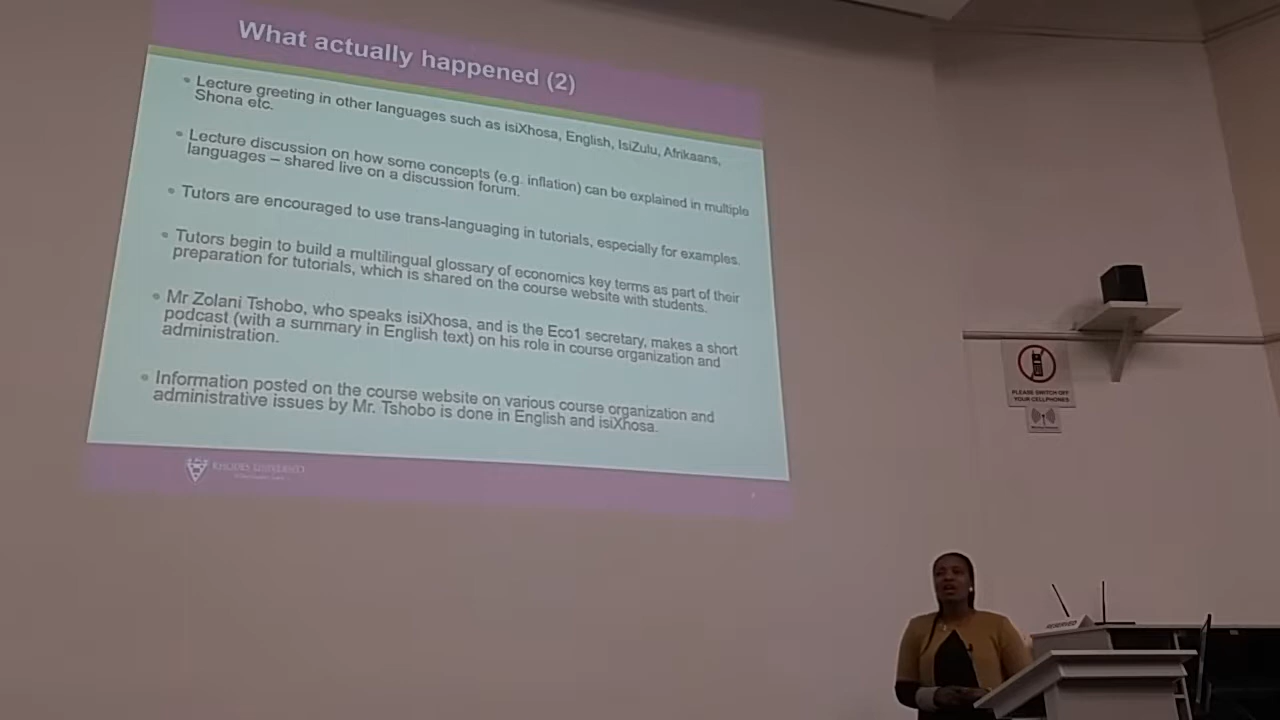 What actually happened (2)
• Lecture greeting in other languages such as isiXhosa, English, IsiZulu, Afrikaans,
Shona etc.
• Lecture discussion on how some concepts (e.g. inflation) can be explained in multiple
languages – shared live on a discussion forum.
• Tutors are encouraged to use trans-languaging in tutorials, especially for examples.
• Tutors begin to build a multilingual glossary of economics key terms as part of their
preparation for tutorials, which is shared on the course website with students.
• Mr Zolani Tshobo, who speaks isiXhosa, and is the Eco1 secretary, makes a short
podcast (with a summary in English text) on his role in course organization and
administration.
• Information posted on the course website on various course organization and
administrative issues by Mr. Tshobo is done in English and isiXhosa.
RHODES UNIVERSITY
PLEASE SWITCH OFF
YOUR CELLPHONES
RESERVED